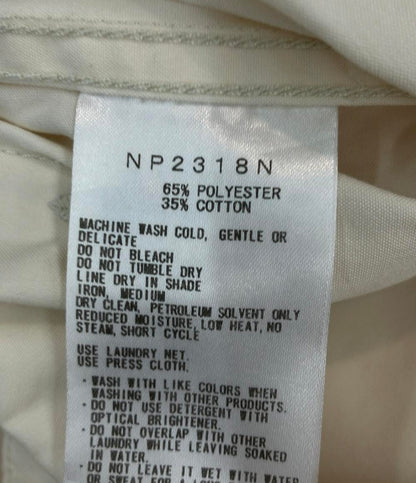 NP2318N
65% POLYESTER
35% COTTON
MACHINE WASH COLD, GENTLE OR
DELICATE
DO NOT BLEACH
DO NOT TUMBLE DRY
LINE DRY IN SHADE
IRON, MEDIUM
DRY CLEAN, PETROLEUM SOLVENT ONLY
REDUCED MOISTURE, LOW HEAT, NO
STEAM, SHORT CYCLE
USE LAUNDRY NET.
USE PRESS CLOTH.
・WASH WITH LIKE COLORS WHEN
WASHING WITH OTHER PRODUCTS.
・DO NOT USE DETERGENT WITH
OPTICAL BRIGHTENER.
・DO NOT OVERLAP WITH OTHER
LAUNDRY WHILE LEAVING SOAKED
IN WATER.
・DO NOT LEAVE IT WET WITH WATER
OR SWEAT FOR A